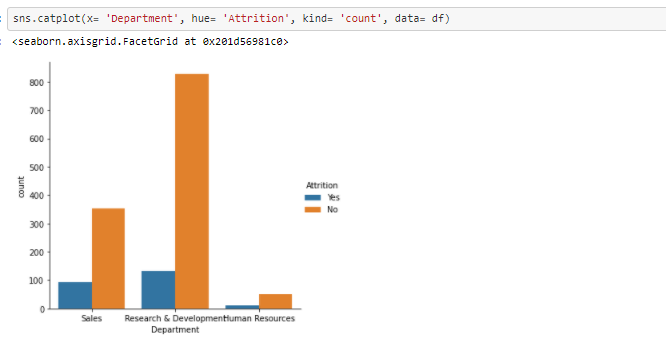 sns.catplot(x= 'Department', hue= 'Attrition', kind= 'count', data= df)
<seaborn.axisgrid.FacetGrid at 0x201d56981c0>
800
700
600
500
400
300
200
100
0
count
Attrition
Yes
No
Sales
Research & Development
Human Resources
Department